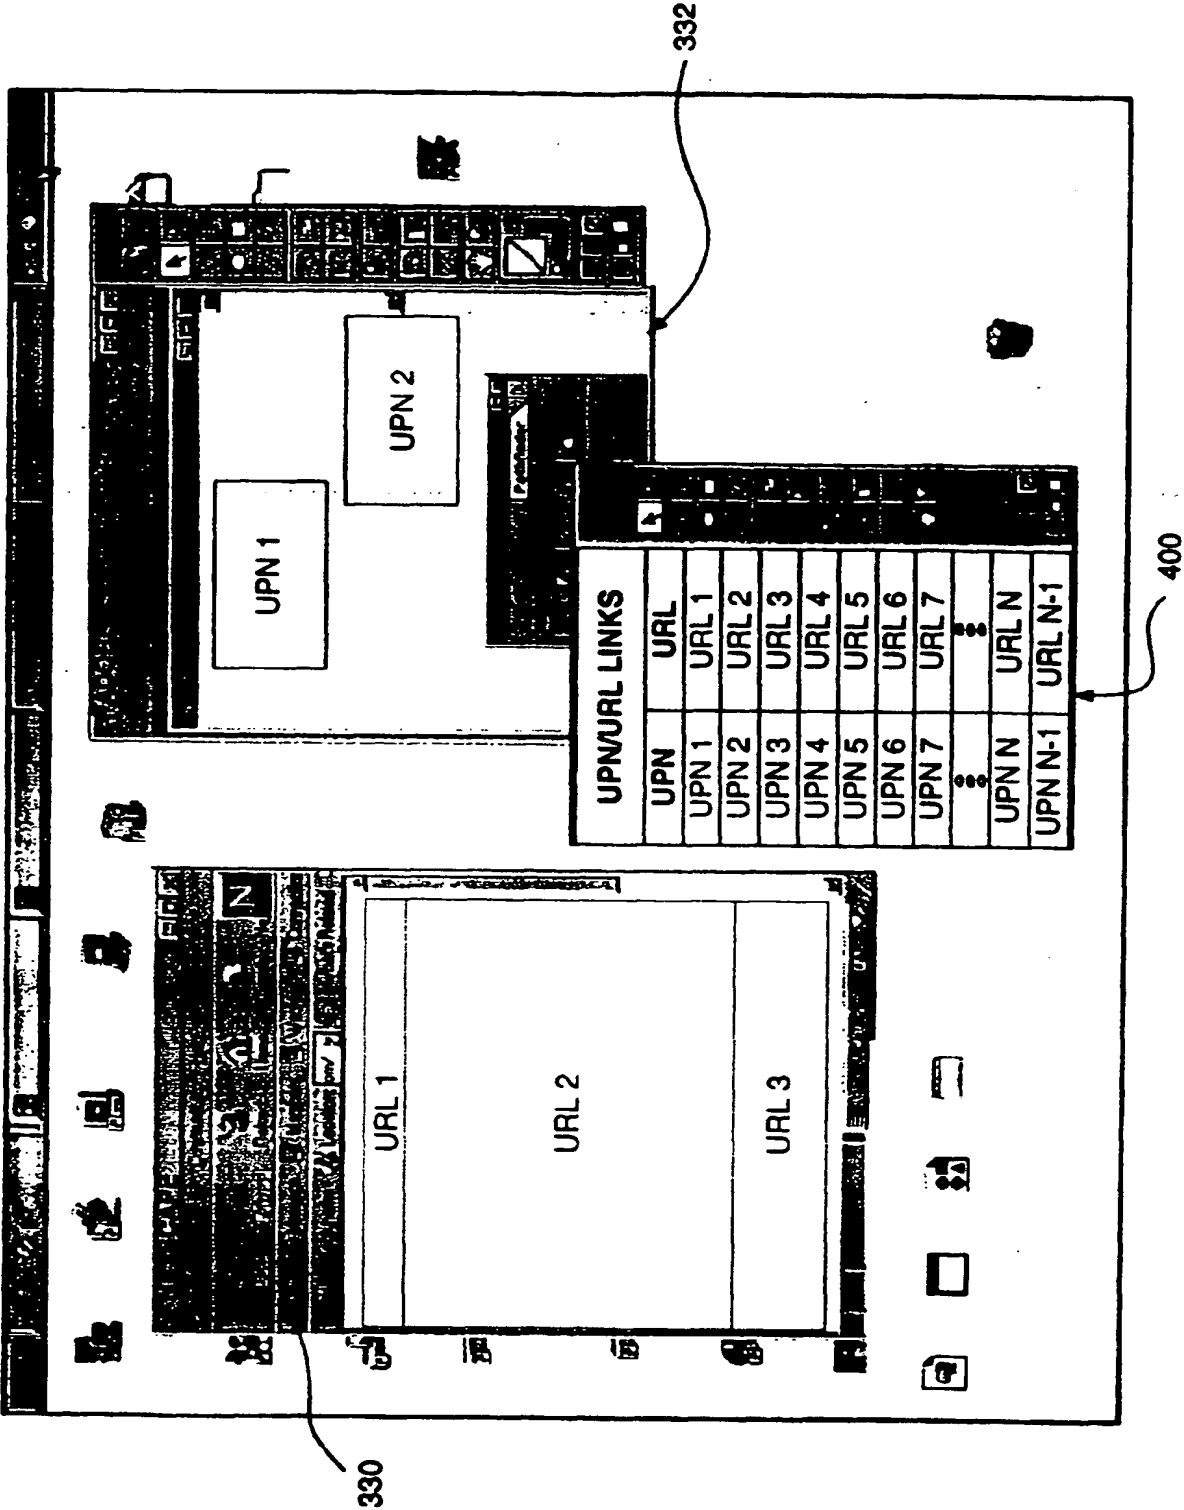 332
UPN 1
UPN 2
Pathfinder
UPN/URL LINKS
UPN URL
UPN 1 URL 1
UPN 2 URL 2
UPN 3 URL 3
UPN 4 URL 4
UPN 5 URL 5
UPN 6 URL 6
UPN 7 URL 7
••• •••
UPN N URL N
UPN N-1 URL N-1
400
N
URL 1
URL 2
URL 3
330